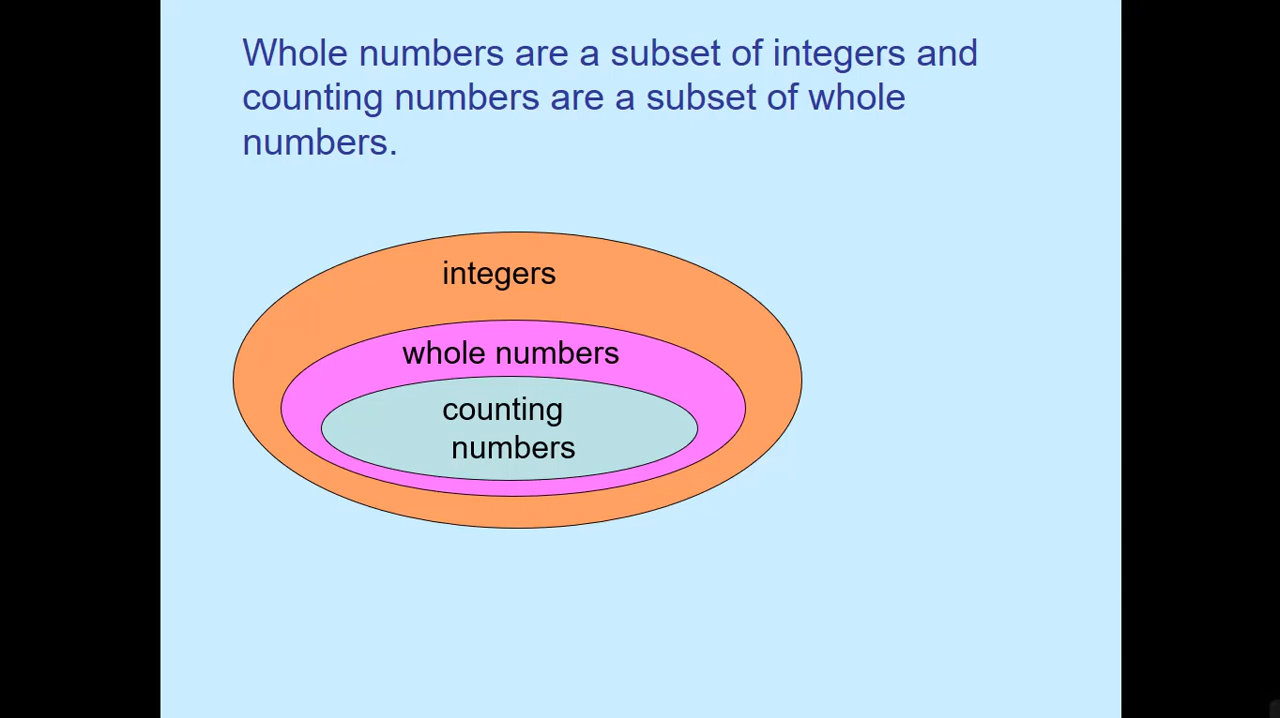 Whole numbers are a subset of integers and
counting numbers are a subset of whole
numbers.
integers
whole numbers
counting
numbers